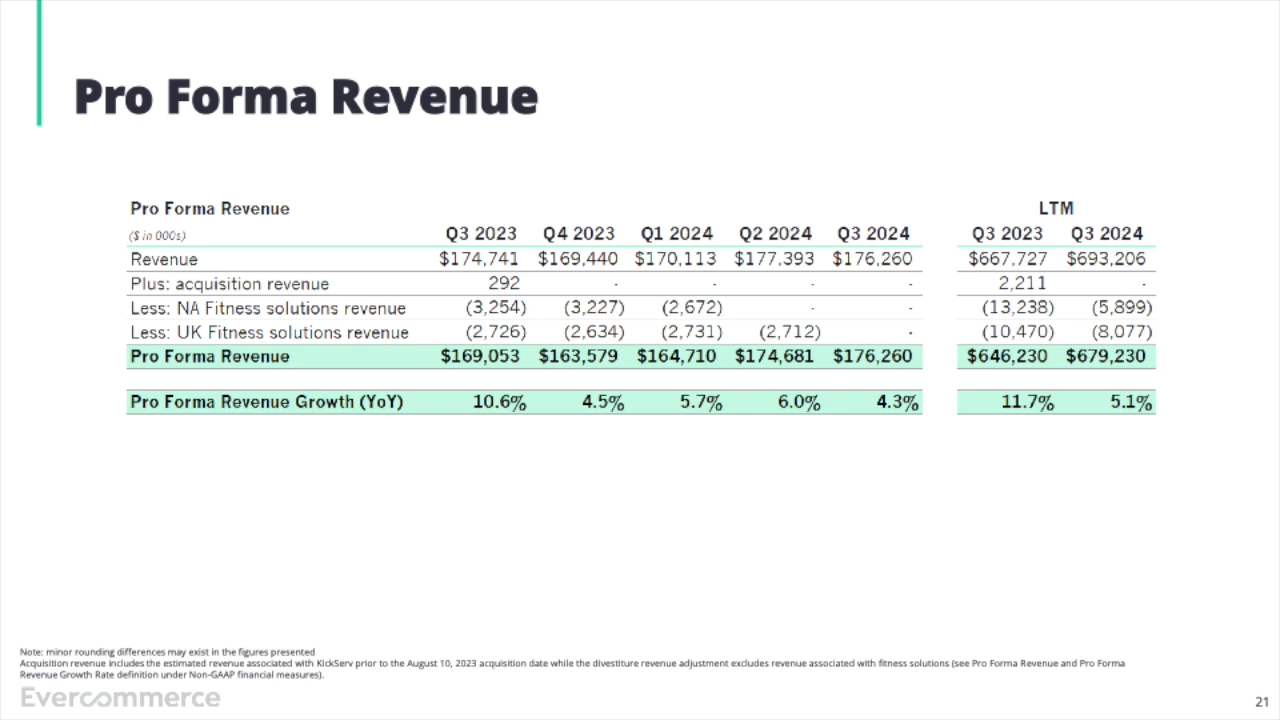 Pro Forma Revenue
Pro Forma Revenue LTM
($ in 000s) Q3 2023 Q4 2023 Q1 2024 Q2 2024 Q3 2024 Q3 2023 Q3 2024
Revenue $174,741 $169,440 $170,113 $177,393 $176,260 $667,727 $693,206
Plus: acquisition revenue 292 - - - - 2,211 -
Less: NA Fitness solutions revenue (3,254) (3,227) (2,672) - - (13,238) (5,899)
Less: UK Fitness solutions revenue (2,726) (2,634) (2,731) (2,712) - (10,470) (8,077)
Pro Forma Revenue $169,053 $163,579 $164,710 $174,681 $176,260 $646,230 $679,230
Pro Forma Revenue Growth (YoY) 10.6% 4.5% 5.7% 6.0% 4.3% 11.7% 5.1%
Note: minor rounding differences may exist in the figures presented
Acquisition revenue includes the estimated revenue associated with KickServ prior to the August 10, 2023 acquisition date while the divestiture revenue adjustment excludes revenue associated with fitness solutions (see Pro Forma Revenue and Pro Forma
Revenue Growth Rate definition under Non-GAAP financial measures).
Evercommerce
21